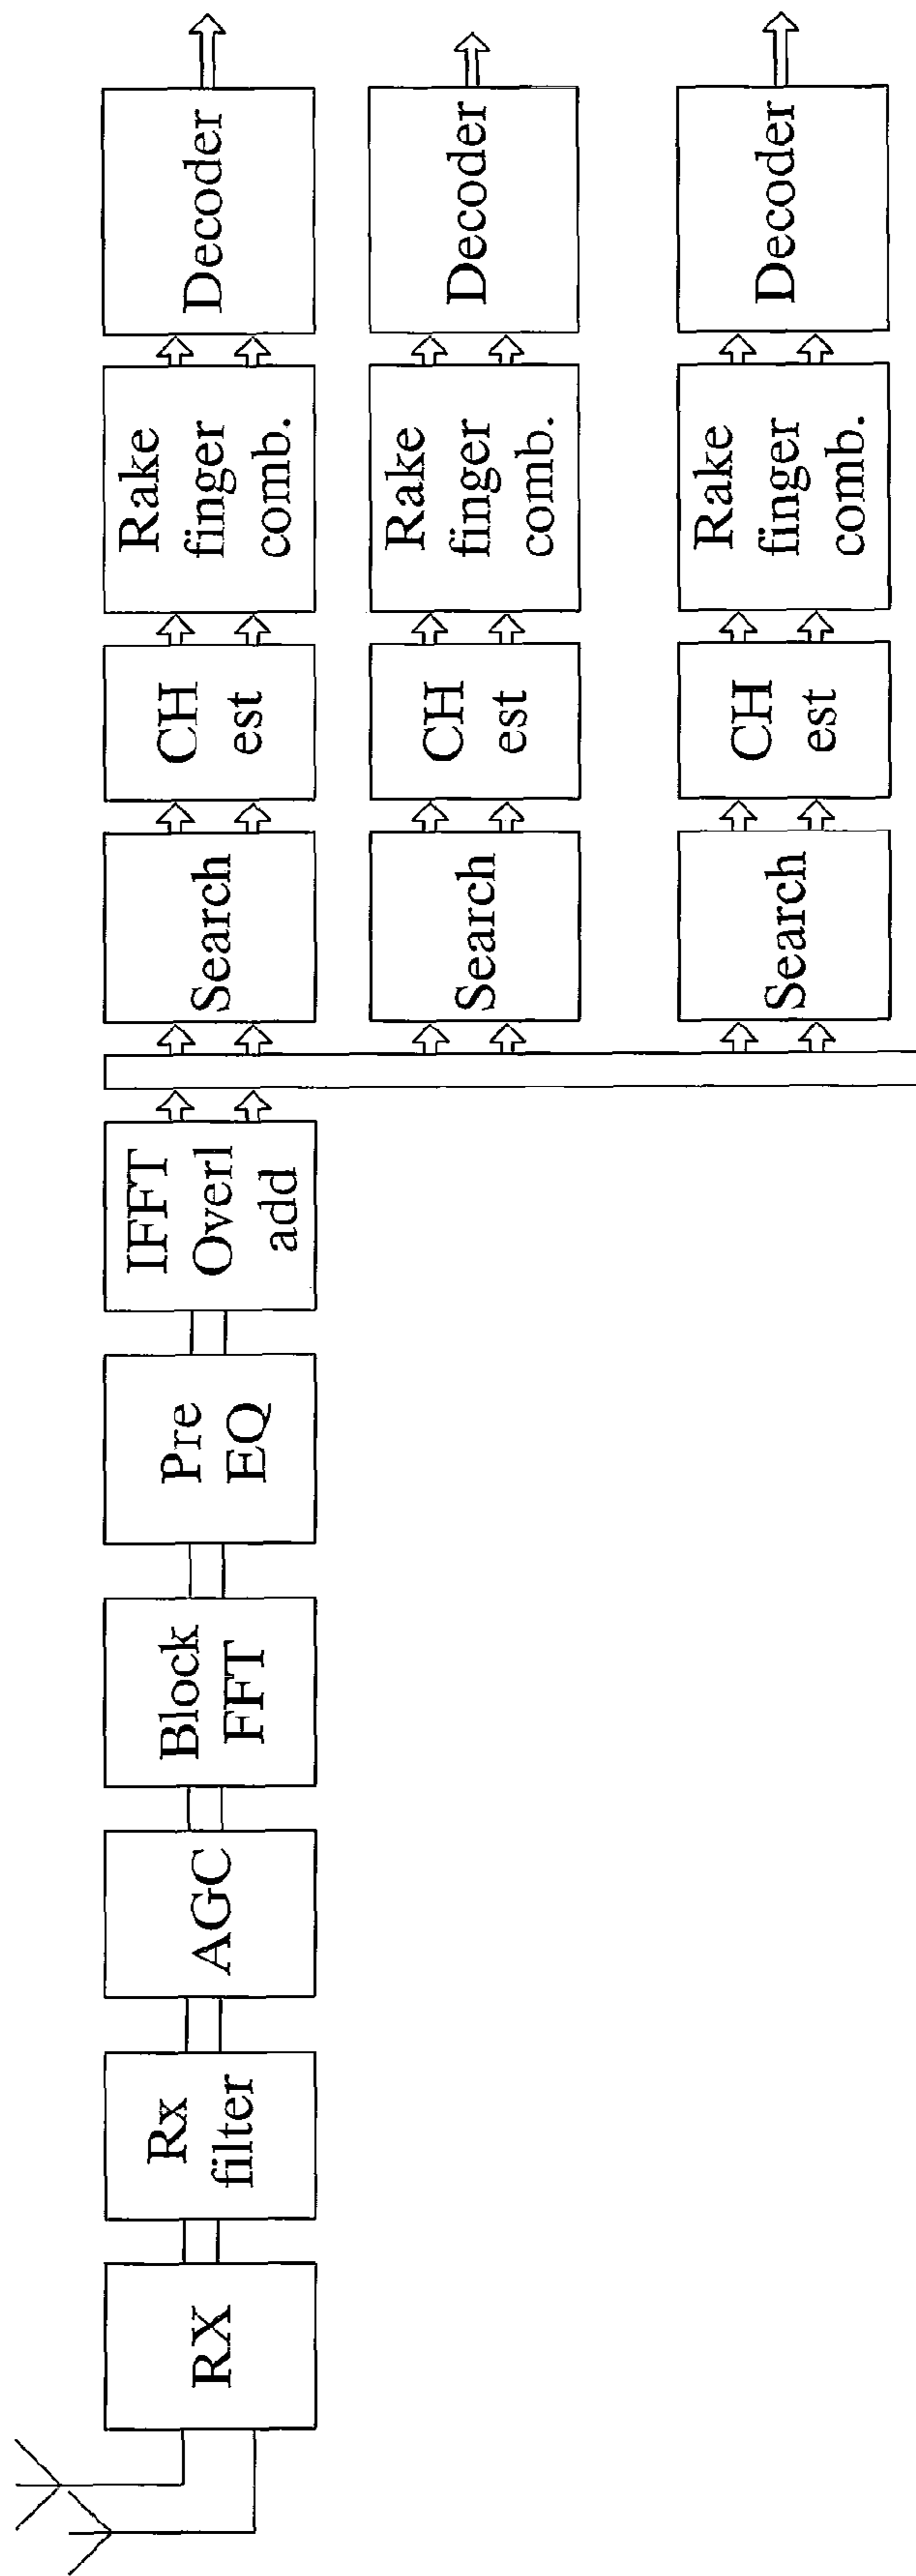 RX
Rx
filter
AGC
Block
FFT
Pre
EQ
IFFT
Overl
add
Search
CH
est
Rake
finger
comb.
Decoder
Search
CH
est
Rake
finger
comb.
Decoder
Search
CH
est
Rake
finger
comb.
Decoder